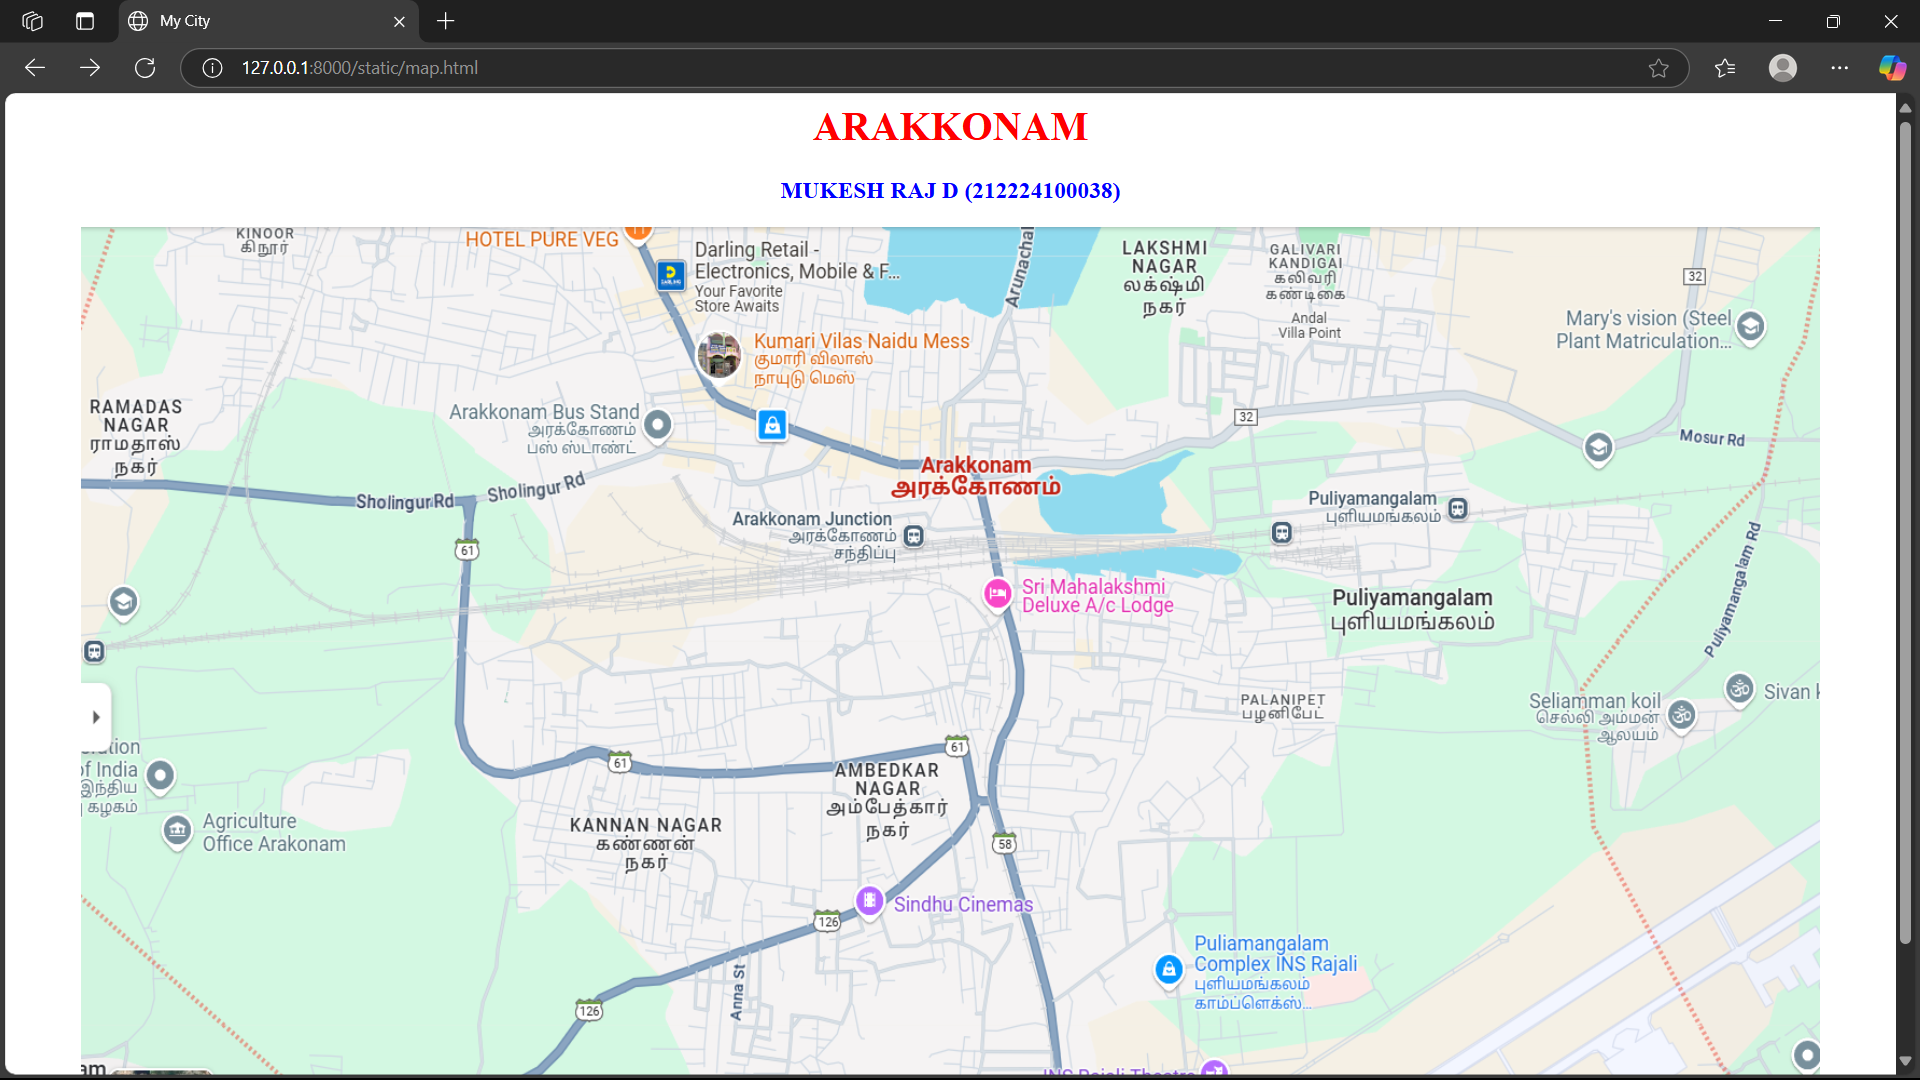 My City
127.0.0.1:8000/static/map.html
ARAKKONAM
MUKESH RAJ D (212224100038)
KINOOR
கிநூர்
HOTEL PURE VEG
Darling Retail -
Electronics, Mobile & F...
Your Favorite
Store Awaits
Arunachal
LAKSHMI
NAGAR
லக்ஷ்மி
நகர்
GALIVARI
KANDIGAI
கலிவரி
கண்டிகை
Andal
Villa Point
32
Mary's vision (Steel
Plant Matriculation...
Kumari Vilas Naidu Mess
குமாரி விலாஸ்
நாயுடு மெஸ்
RAMADAS
NAGAR
ராமதாஸ்
நகர்
Arakkonam Bus Stand
அரக்கோணம்
பஸ் ஸ்டாண்ட்
32
Mosur Rd
Arakkonam
அரக்கோணம்
Sholingur Rd
Sholingur Rd
Puliyamangalam
புளியமங்கலம்
Arakkonam Junction
அரக்கோணம்
சந்திப்பு
61
Puliyamangalam Rd
Sri Mahalakshmi
Deluxe A/c Lodge
Puliyamangalam
புளியமங்கலம்
PALANIPET
பழனிபேட்
Seliamman koil
செல்லி அம்மன்
ஆலயம்
Sivan
61
61
of India
இந்திய
கழகம்
AMBEDKAR
NAGAR
அம்பேத்கார்
நகர்
Agriculture
Office Arakonam
KANNAN NAGAR
கண்ணன்
நகர்
58
Sindhu Cinemas
126
Puliamangalam
Complex INS Rajali
புளியமங்கலம்
காம்ப்ளெக்ஸ்...
Anna St
126
INS Rajali Theatre
am